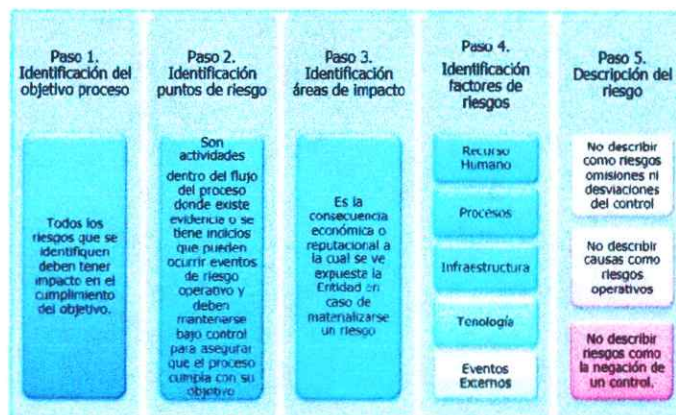 Paso 1.
Identificación del
objetivo proceso
Todos los
riesgos que se
identifiquen
deben tener
impacto en el
cumplimiento
del objetivo.
Paso 2.
Identificación
puntos de riesgo
Son
actividades
dentro del flujo
del proceso
donde existe
evidencia o se
tiene indicios
que pueden
ocurrir eventos
de riesgo
operativo y
deben
mantenerse
bajo control
para asegurar
que el proceso
cumpla con su
objetivo
Paso 3.
Identificación
áreas de impacto
Es la
consecuencia
económica o
reputacional a
la cual se ve
expuesta la
Entidad en
caso de
materializarse
un riesgo
Paso 4.
Identificación
factores de
riesgos
Recurso
Humano
Procesos
Infraestructura
Tenología
Eventos
Externos
Paso 5.
Descripción del
riesgo
No describir
como riesgos
omisiones ni
desviaciones
del control
No describir
causas como
riesgos
operativos
No describir
riesgos como
la negación de
un control.